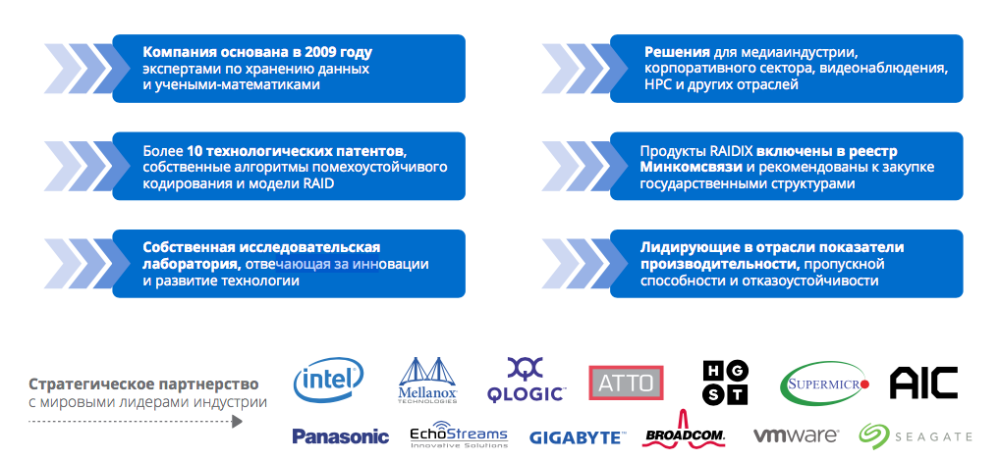 Компания основана в 2009 году
экспертами по хранению данных
и учеными-математиками
Решения для медиаиндустрии,
корпоративного сектора, видеонаблюдения,
HPC и других отраслей
Более 10 технологических патентов,
собственные алгоритмы помехоустойчивого
кодирования и модели RAID
Продукты RAIDIX включены в реестр
Минкомсвязи и рекомендованы к закупке
государственными структурами
Собственная исследовательская
лаборатория, отвечающая за инновации
и развитие технологии
Лидирующие в отрасли показатели
производительности, пропускной
способности и отказоустойчивости
Стратегическое партнерство
с мировыми лидерами индустрии
intel
Mellanox
TECHNOLOGIES
QLOGIC
ATTO
HG
ST
SUPERMICRO
AIC
Panasonic
EchoStreams
Innovative Solutions
GIGABYTE
BROADCOM
vmware
SEAGATE